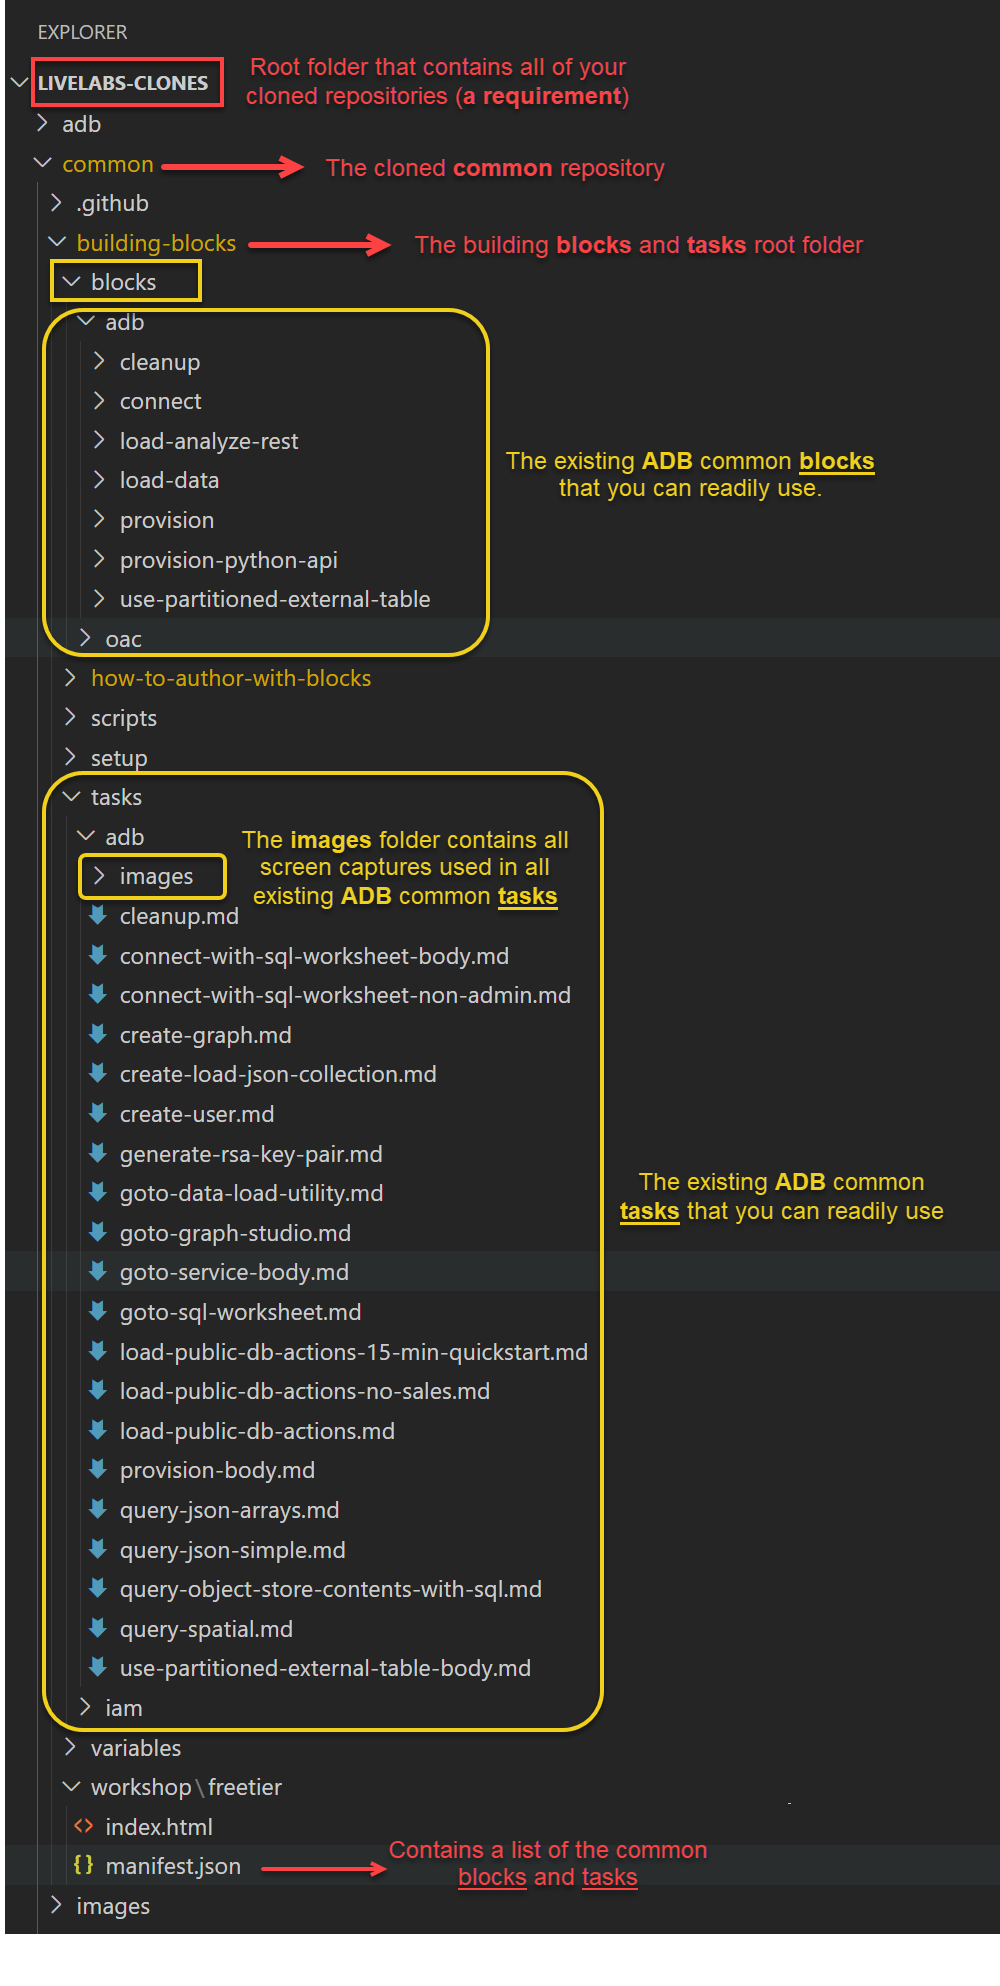 EXPLORER
LIVELABS-CLONES
Root folder that contains all of your
cloned repositories (a requirement)
adb
common
The cloned common repository
.github
building-blocks
The building blocks and tasks root folder
blocks
adb
cleanup
connect
load-analyze-rest
load-data
provision
provision-python-api
use-partitioned-external-table
The existing ADB common blocks
that you can readily use.
oac
how-to-author-with-blocks
scripts
setup
tasks
adb
images
The images folder contains all
screen captures used in all
existing ADB common tasks
cleanup.md
connect-with-sql-worksheet-body.md
connect-with-sql-worksheet-non-admin.md
create-graph.md
create-load-json-collection.md
create-user.md
generate-rsa-key-pair.md
goto-data-load-utility.md
goto-graph-studio.md
goto-service-body.md
goto-sql-worksheet.md
load-public-db-actions-15-min-quickstart.md
load-public-db-actions-no-sales.md
load-public-db-actions.md
provision-body.md
query-json-arrays.md
query-json-simple.md
query-object-store-contents-with-sql.md
query-spatial.md
use-partitioned-external-table-body.md
The existing ADB common
tasks that you can readily use
iam
variables
workshop\freetier
index.html
manifest.json
Contains a list of the common
blocks and tasks
images